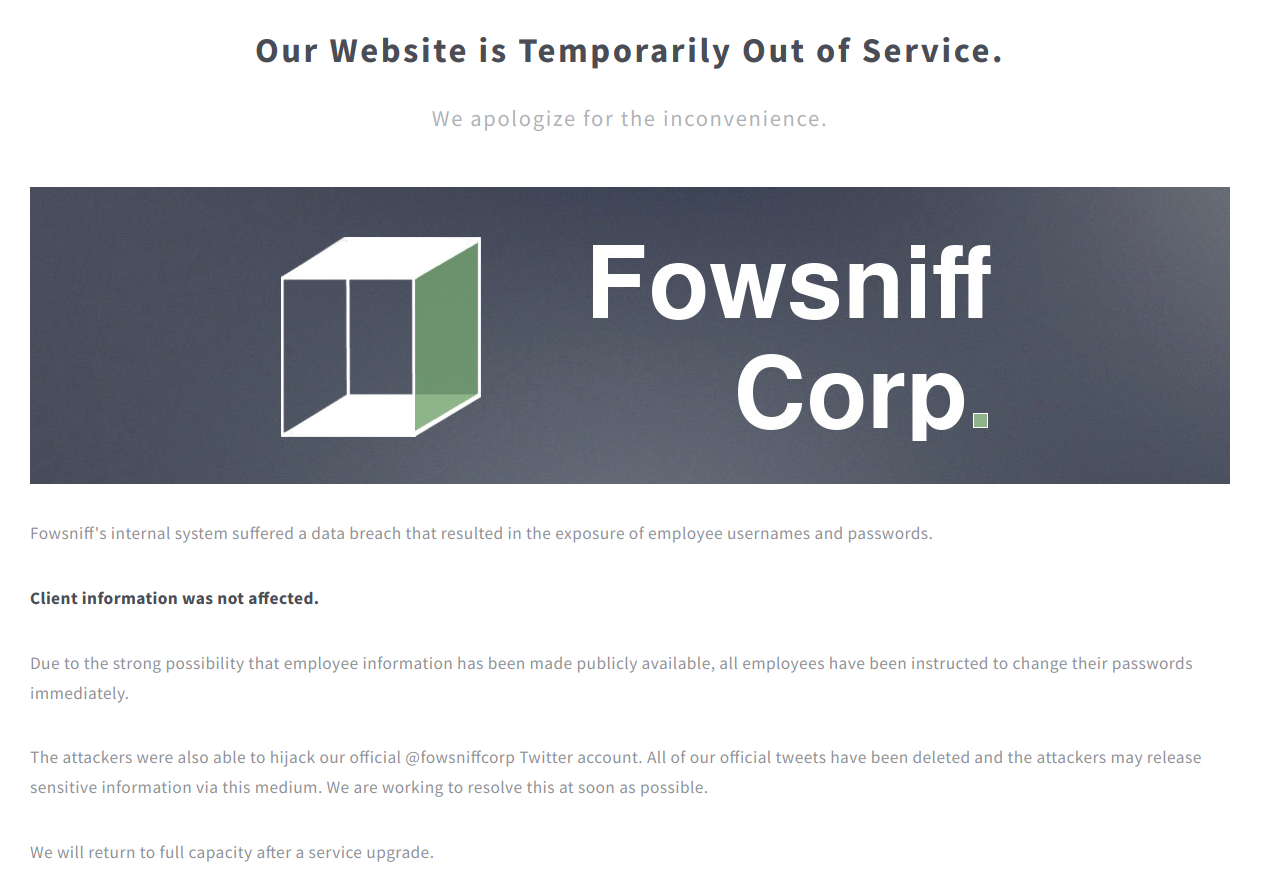 Our Website is Temporarily Out of Service.
We apologize for the inconvenience.
Fowsniff
Corp.
Fowsniff's internal system suffered a data breach that resulted in the exposure of employee usernames and passwords.
Client information was not affected.
Due to the strong possibility that employee information has been made publicly available, all employees have been instructed to change their passwords
immediately.
The attackers were also able to hijack our official @fowsniffcorp Twitter account. All of our official tweets have been deleted and the attackers may release
sensitive information via this medium. We are working to resolve this at soon as possible.
We will return to full capacity after a service upgrade.